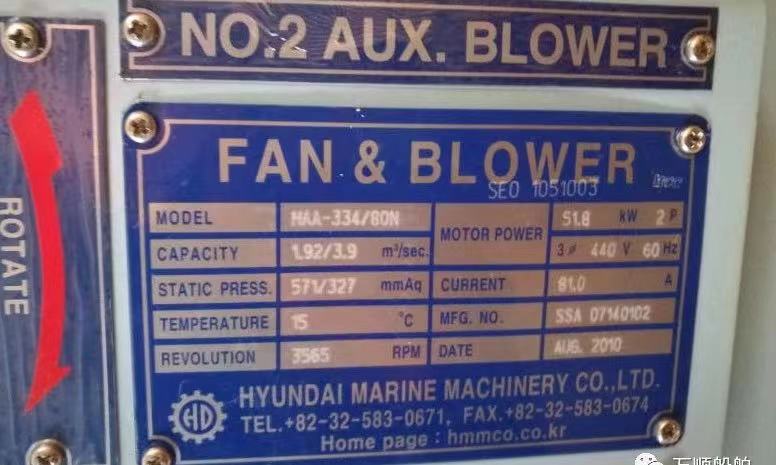 NO.2 AUX. BLOWER
ROTATE
FAN & BLOWER
SEO 1051003
MODEL HAA-334/80N MOTOR POWER 51.8 kW 2 P
CAPACITY 1.92/3.9 m³/sec. 3 ø 440 V 60 Hz
STATIC PRESS. 571/327 mmAq CURRENT 81.0 A
TEMPERATURE 15 °C MFG. NO. SSA 07140102
REVOLUTION 3565 RPM DATE AUG. 2010
HD HYUNDAI MARINE MACHINERY CO.,LTD.
TEL.+82-32-583-0671, FAX.+82-32-583-0674
Home page : hmmco.co.kr